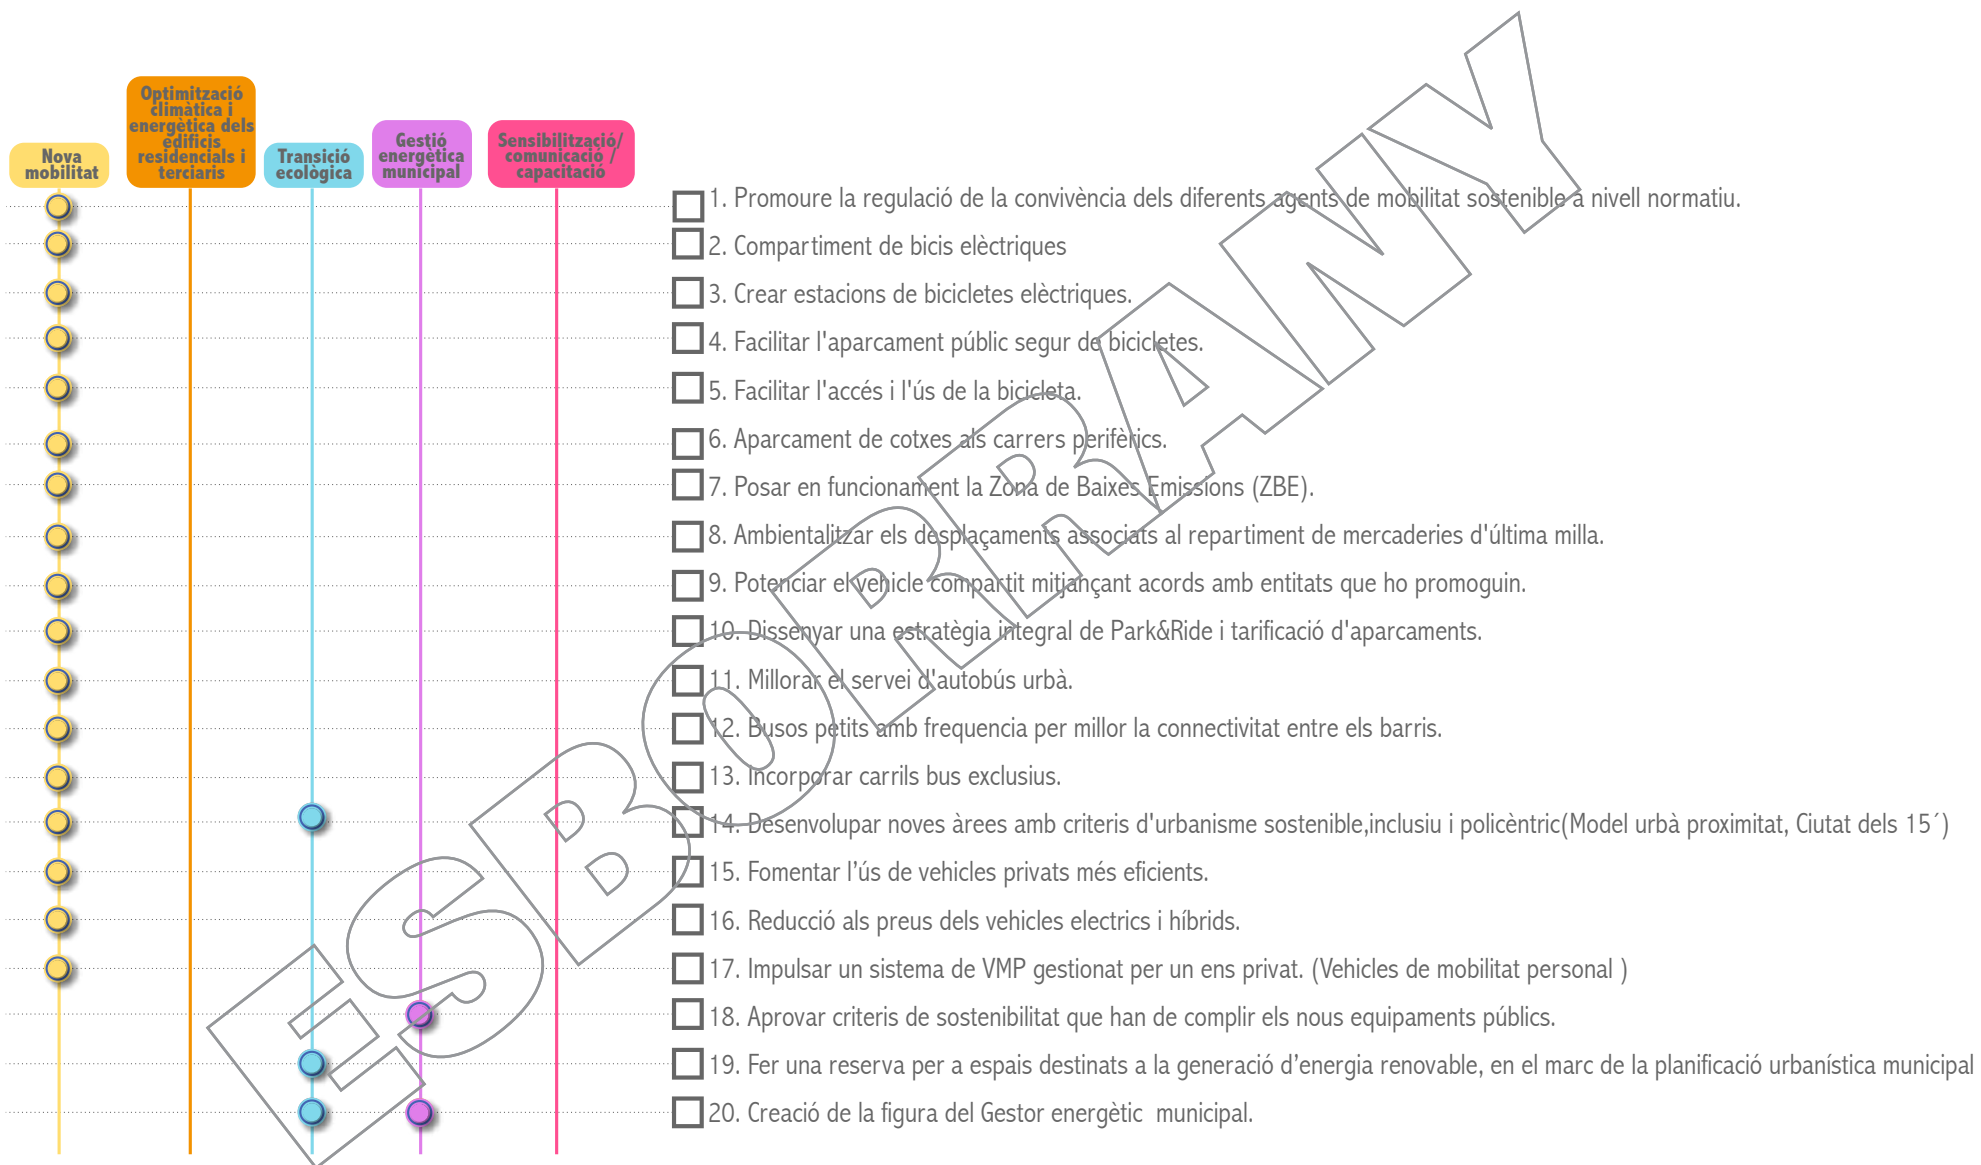 Nova
mobilitat
Optimització
climàtica i
energètica dels
edificis
residencials i
terciaris
Transició
ecològica
Gestió
energètica
municipal
Sensibilització/
comunicació /
capacitació
1. Promoure la regulació de la convivència dels diferents agents de mobilitat sostenible a nivell normatiu.
2. Compartiment de bicis elèctriques
3. Crear estacions de bicicletes elèctriques.
4. Facilitar l'aparcament públic segur de bicicletes.
5. Facilitar l'accés i l'ús de la bicicleta.
6. Aparcament de cotxes als carrers perifèrics.
7. Posar en funcionament la Zona de Baixes Emissions (ZBE).
8. Ambientalitzar els desplaçaments associats al repartiment de mercaderies d'última milla.
9. Potenciar el vehicle compartit mitjançant acords amb entitats que ho promoguin.
10. Dissenyar una estratègia integral de Park&Ride i tarificació d'aparcaments.
11. Millorar el servei d'autobús urbà.
12. Busos petits amb frequencia per millor la connectivitat entre els barris.
13. Incorporar carrils bus exclusius.
14. Desenvolupar noves àrees amb criteris d'urbanisme sostenible,inclusiu i policèntric(Model urbà proximitat, Ciutat dels 15´)
15. Fomentar l’ús de vehicles privats més eficients.
16. Reducció als preus dels vehicles electrics i híbrids.
17. Impulsar un sistema de VMP gestionat per un ens privat. (Vehicles de mobilitat personal )
18. Aprovar criteris de sostenibilitat que han de complir els nous equipaments públics.
19. Fer una reserva per a espais destinats a la generació d’energia renovable, en el marc de la planificació urbanística municipal
20. Creació de la figura del Gestor energètic  municipal.
ESBORRANY